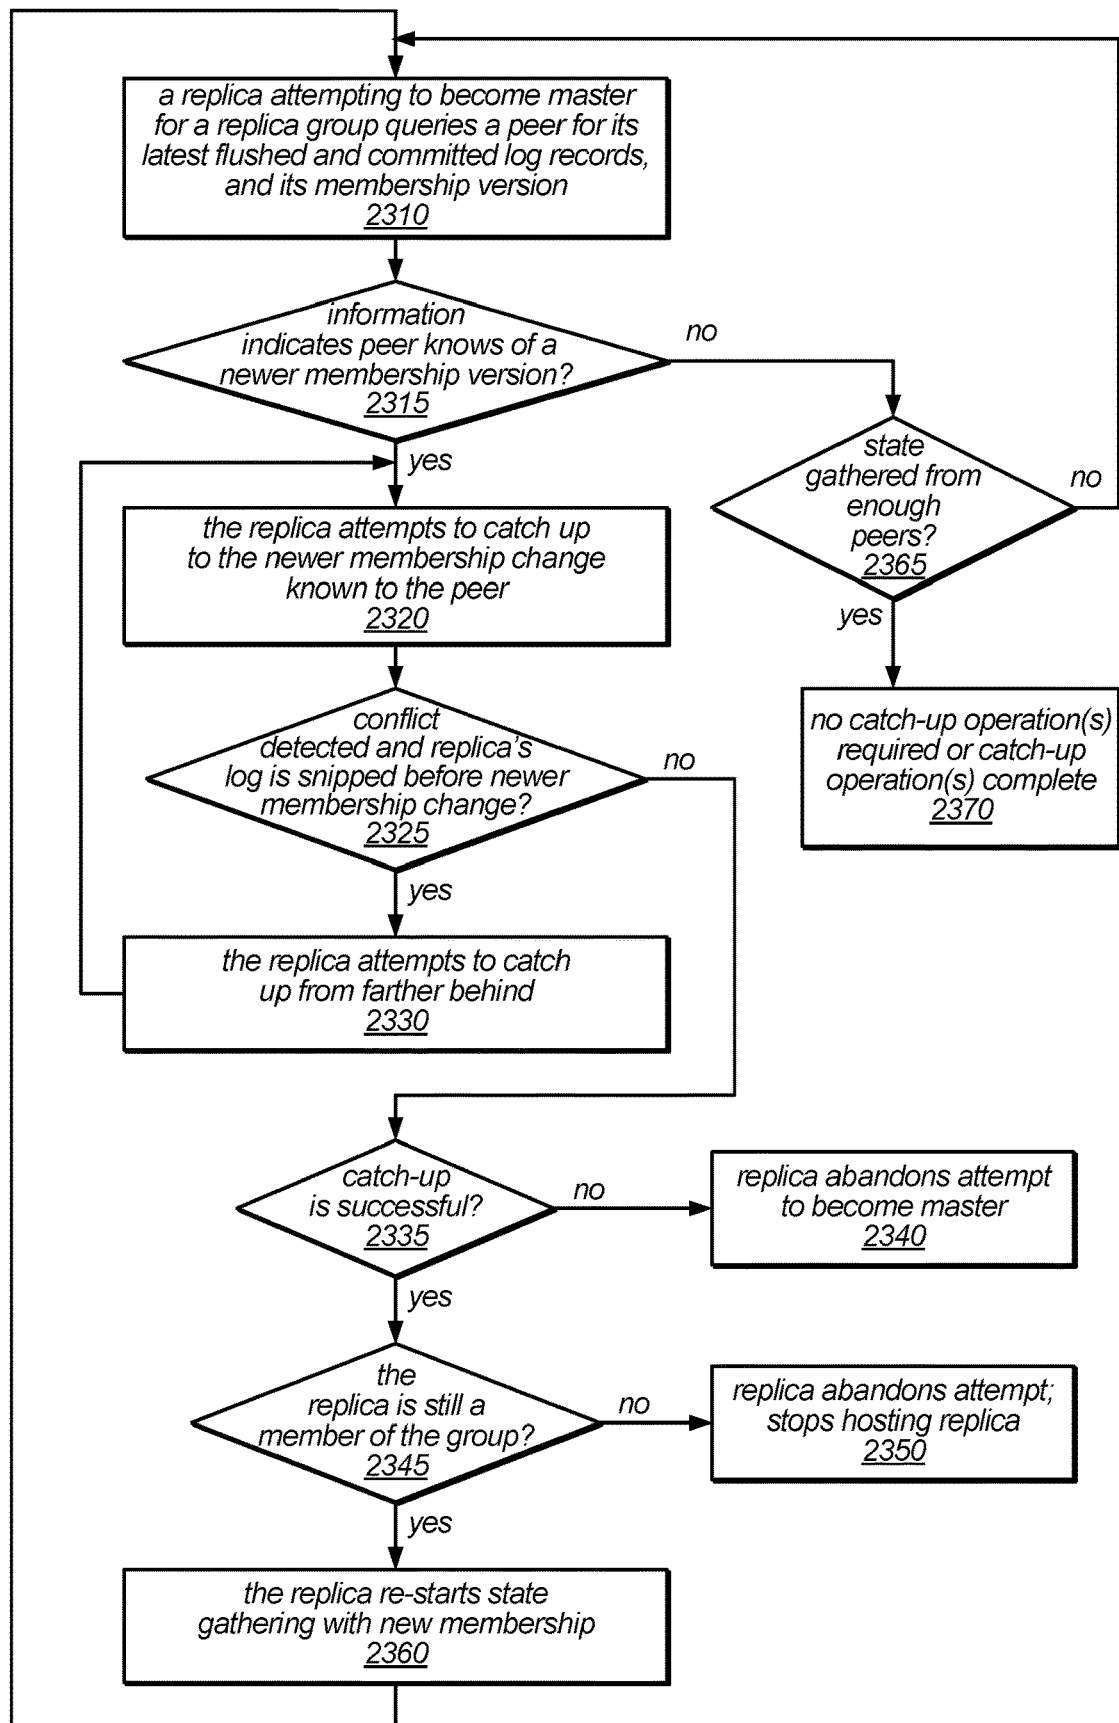 a replica attempting to become master
for a replica group queries a peer for its
latest flushed and committed log records,
and its membership version
2310
information
indicates peer knows of a
newer membership version?
2315
no
yes
state
gathered from
enough
peers?
2365
no
yes
the replica attempts to catch up
to the newer membership change
known to the peer
2320
no catch-up operation(s)
required or catch-up
operation(s) complete
2370
conflict
detected and replica's
log is snipped before newer
membership change?
2325
no
yes
the replica attempts to catch
up from farther behind
2330
catch-up
is successful?
2335
no
replica abandons attempt
to become master
2340
yes
the
replica is still a
member of the group?
2345
no
replica abandons attempt;
stops hosting replica
2350
yes
the replica re-starts state
gathering with new membership
2360